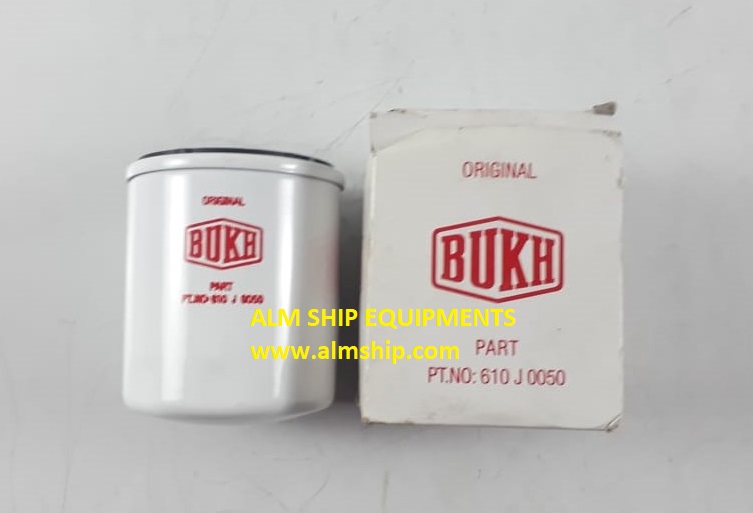 ORIGINAL
BUKH
PART
PT.NO: 610 J 0050
ORIGINAL
BUKH
PART
PT.NO: 610 J 0050
ALM SHIP EQUIPMENTS
www.almship.com